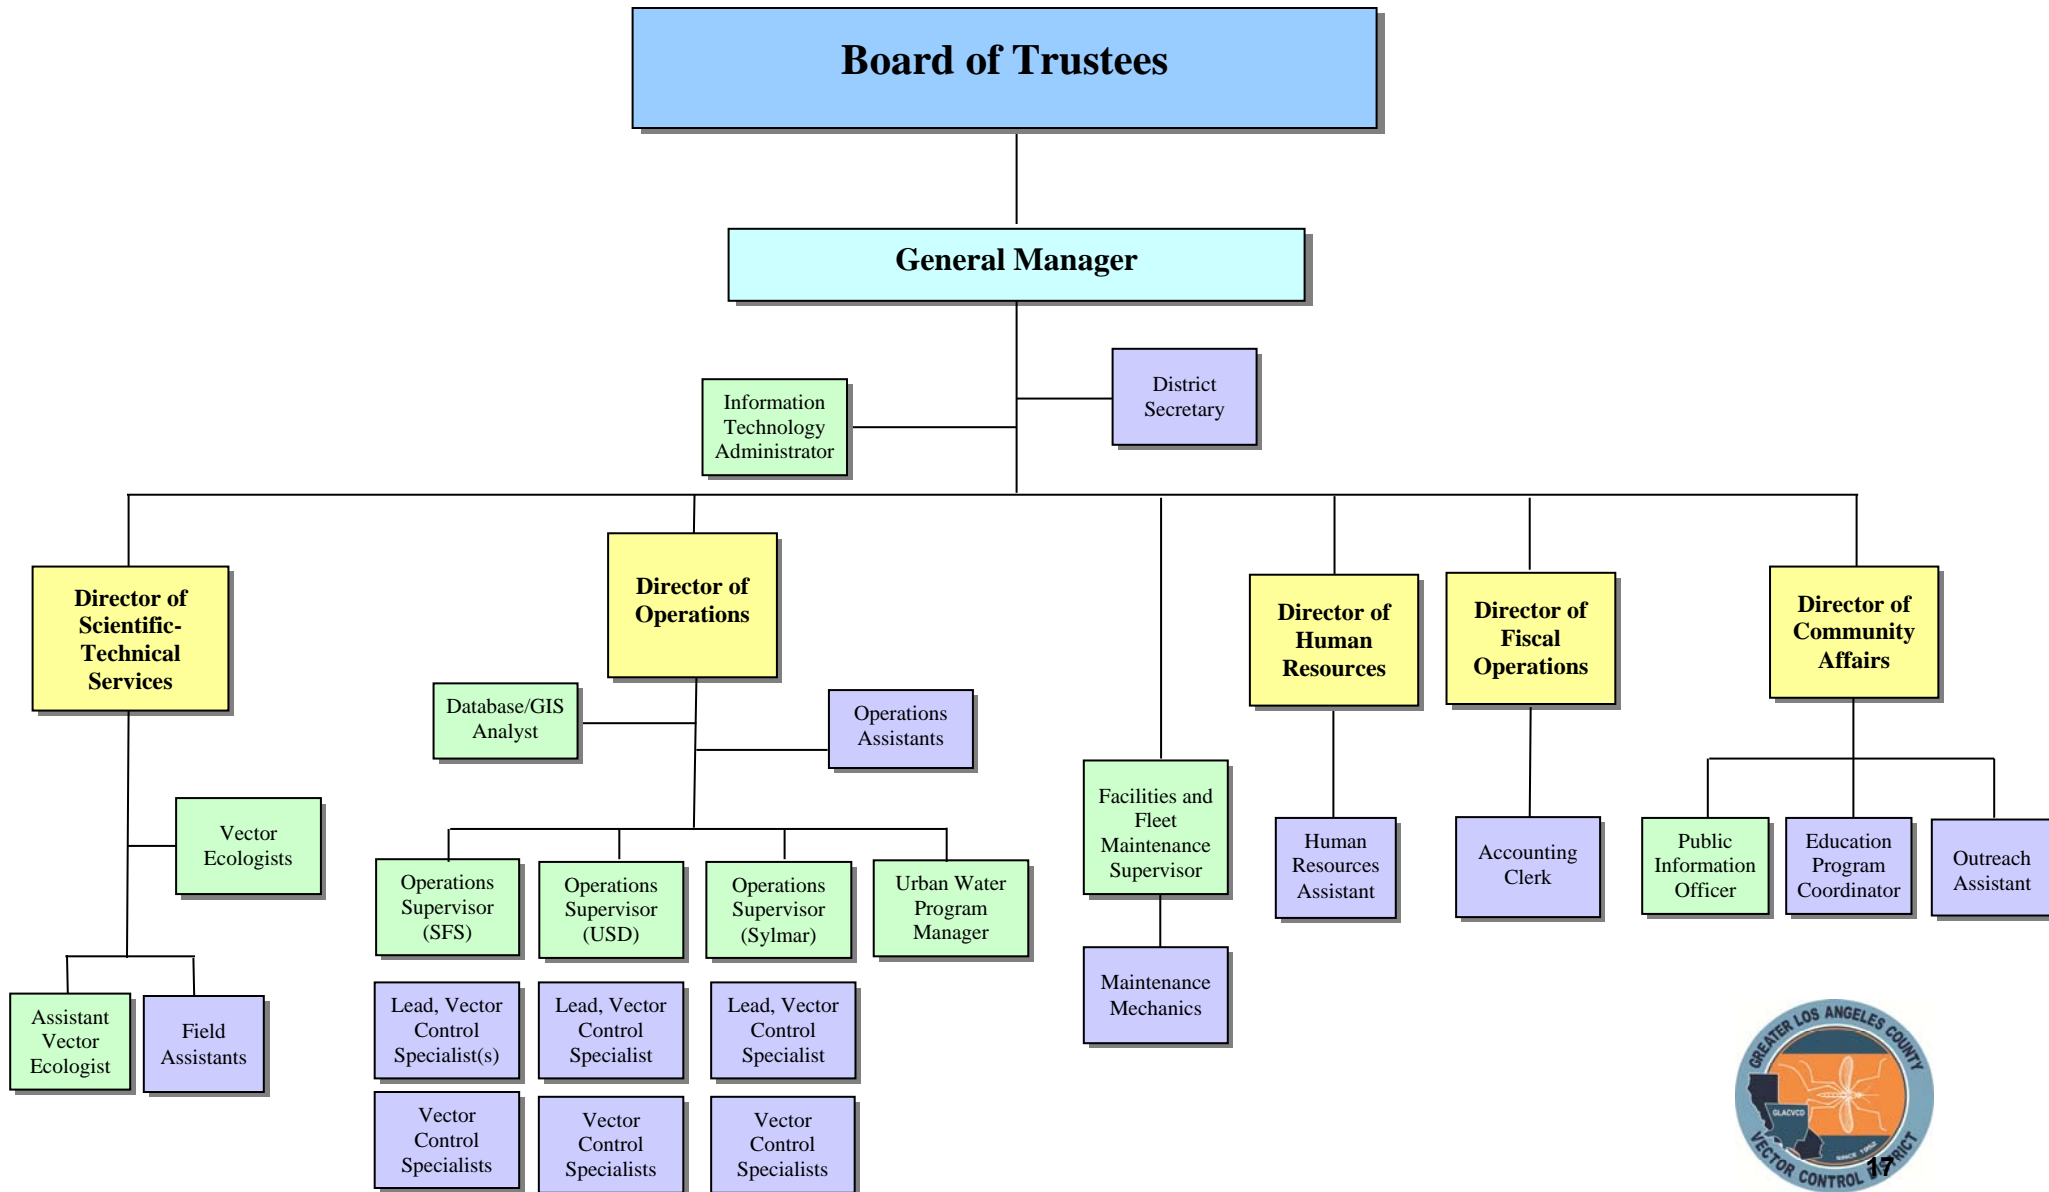 Board of Trustees
General Manager
Information
Technology
Administrator
District
Secretary
Director of
Scientific-
Technical
Services
Director of
Operations
Director of
Human
Resources
Director of
Fiscal
Operations
Director of
Community
Affairs
Database/GIS
Analyst
Operations
Assistants
Vector
Ecologists
Facilities and
Fleet
Maintenance
Supervisor
Human
Resources
Assistant
Accounting
Clerk
Public
Information
Officer
Education
Program
Coordinator
Outreach
Assistant
Operations
Supervisor
(SFS)
Operations
Supervisor
(USD)
Operations
Supervisor
(Sylmar)
Urban Water
Program
Manager
Assistant
Vector
Ecologist
Field
Assistants
Lead, Vector
Control
Specialist(s)
Lead, Vector
Control
Specialist
Lead, Vector
Control
Specialist
Maintenance
Mechanics
Vector
Control
Specialists
Vector
Control
Specialists
Vector
Control
Specialists
GREATER LOS ANGELES COUNTY
GLACVCD
SINCE 1952
VECTOR CONTROL DISTRICT
17